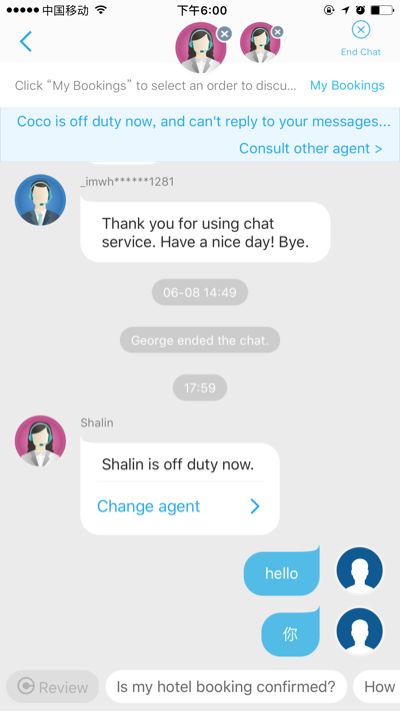 中国移动
下午6:00
End Chat
Click “My Bookings” to select an order to discu... My Bookings
Coco is off duty now, and can't reply to your messages...
Consult other agent >
_imwh******1281
Thank you for using chat
service. Have a nice day! Bye.
06-08 14:49
George ended the chat.
17:59
Shalin
Shalin is off duty now.
Change agent
hello
你
Review
Is my hotel booking confirmed?
How